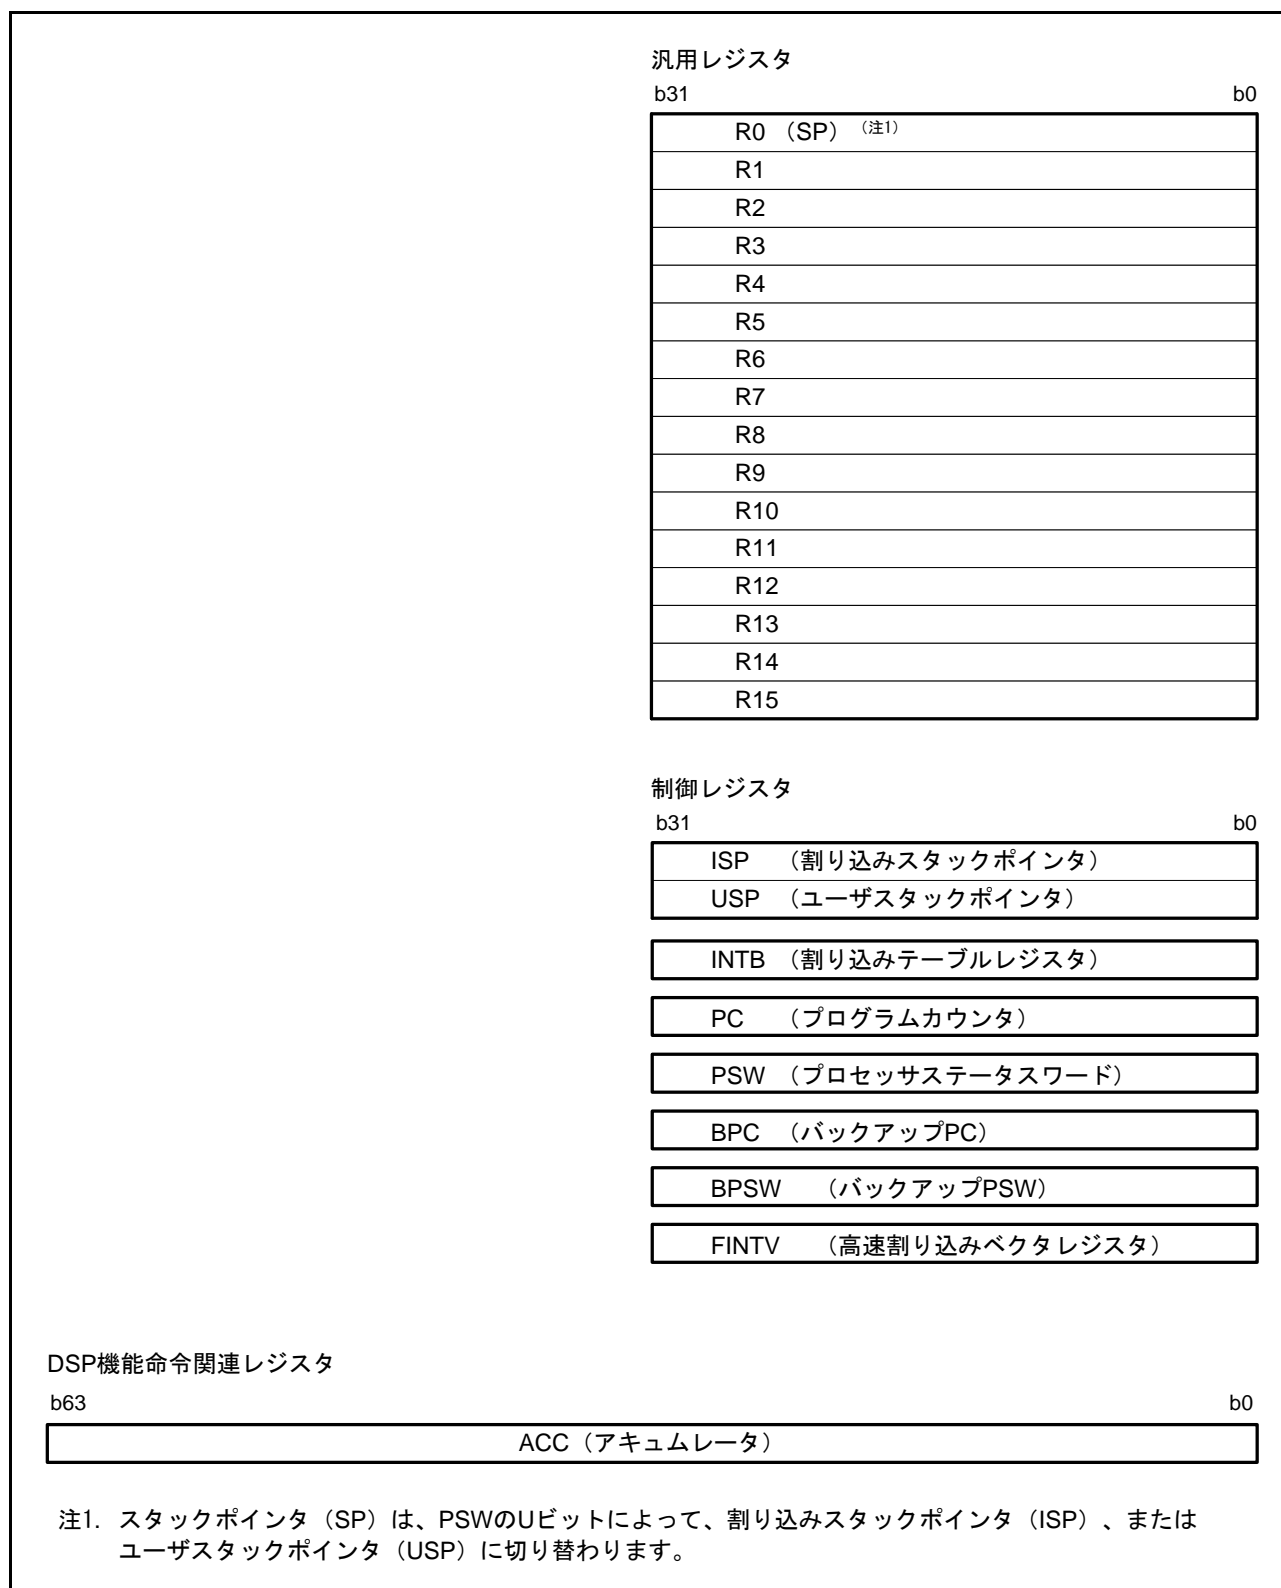 汎用レジスタ
b31 b0
R0 （SP）（注1）
R1
R2
R3
R4
R5
R6
R7
R8
R9
R10
R11
R12
R13
R14
R15
制御レジスタ
b31 b0
ISP （割り込みスタックポインタ）
USP （ユーザスタックポインタ）
INTB （割り込みテーブルレジスタ）
PC （プログラムカウンタ）
PSW （プロセッサステータスワード）
BPC （バックアップPC）
BPSW （バックアップPSW）
FINTV （高速割り込みベクタレジスタ）
DSP機能命令関連レジスタ
b63 b0
ACC（アキュムレータ）
注1. スタックポインタ（SP）は、PSWのUビットによって、割り込みスタックポインタ（ISP）、または
ユーザスタックポインタ（USP）に切り替わります。